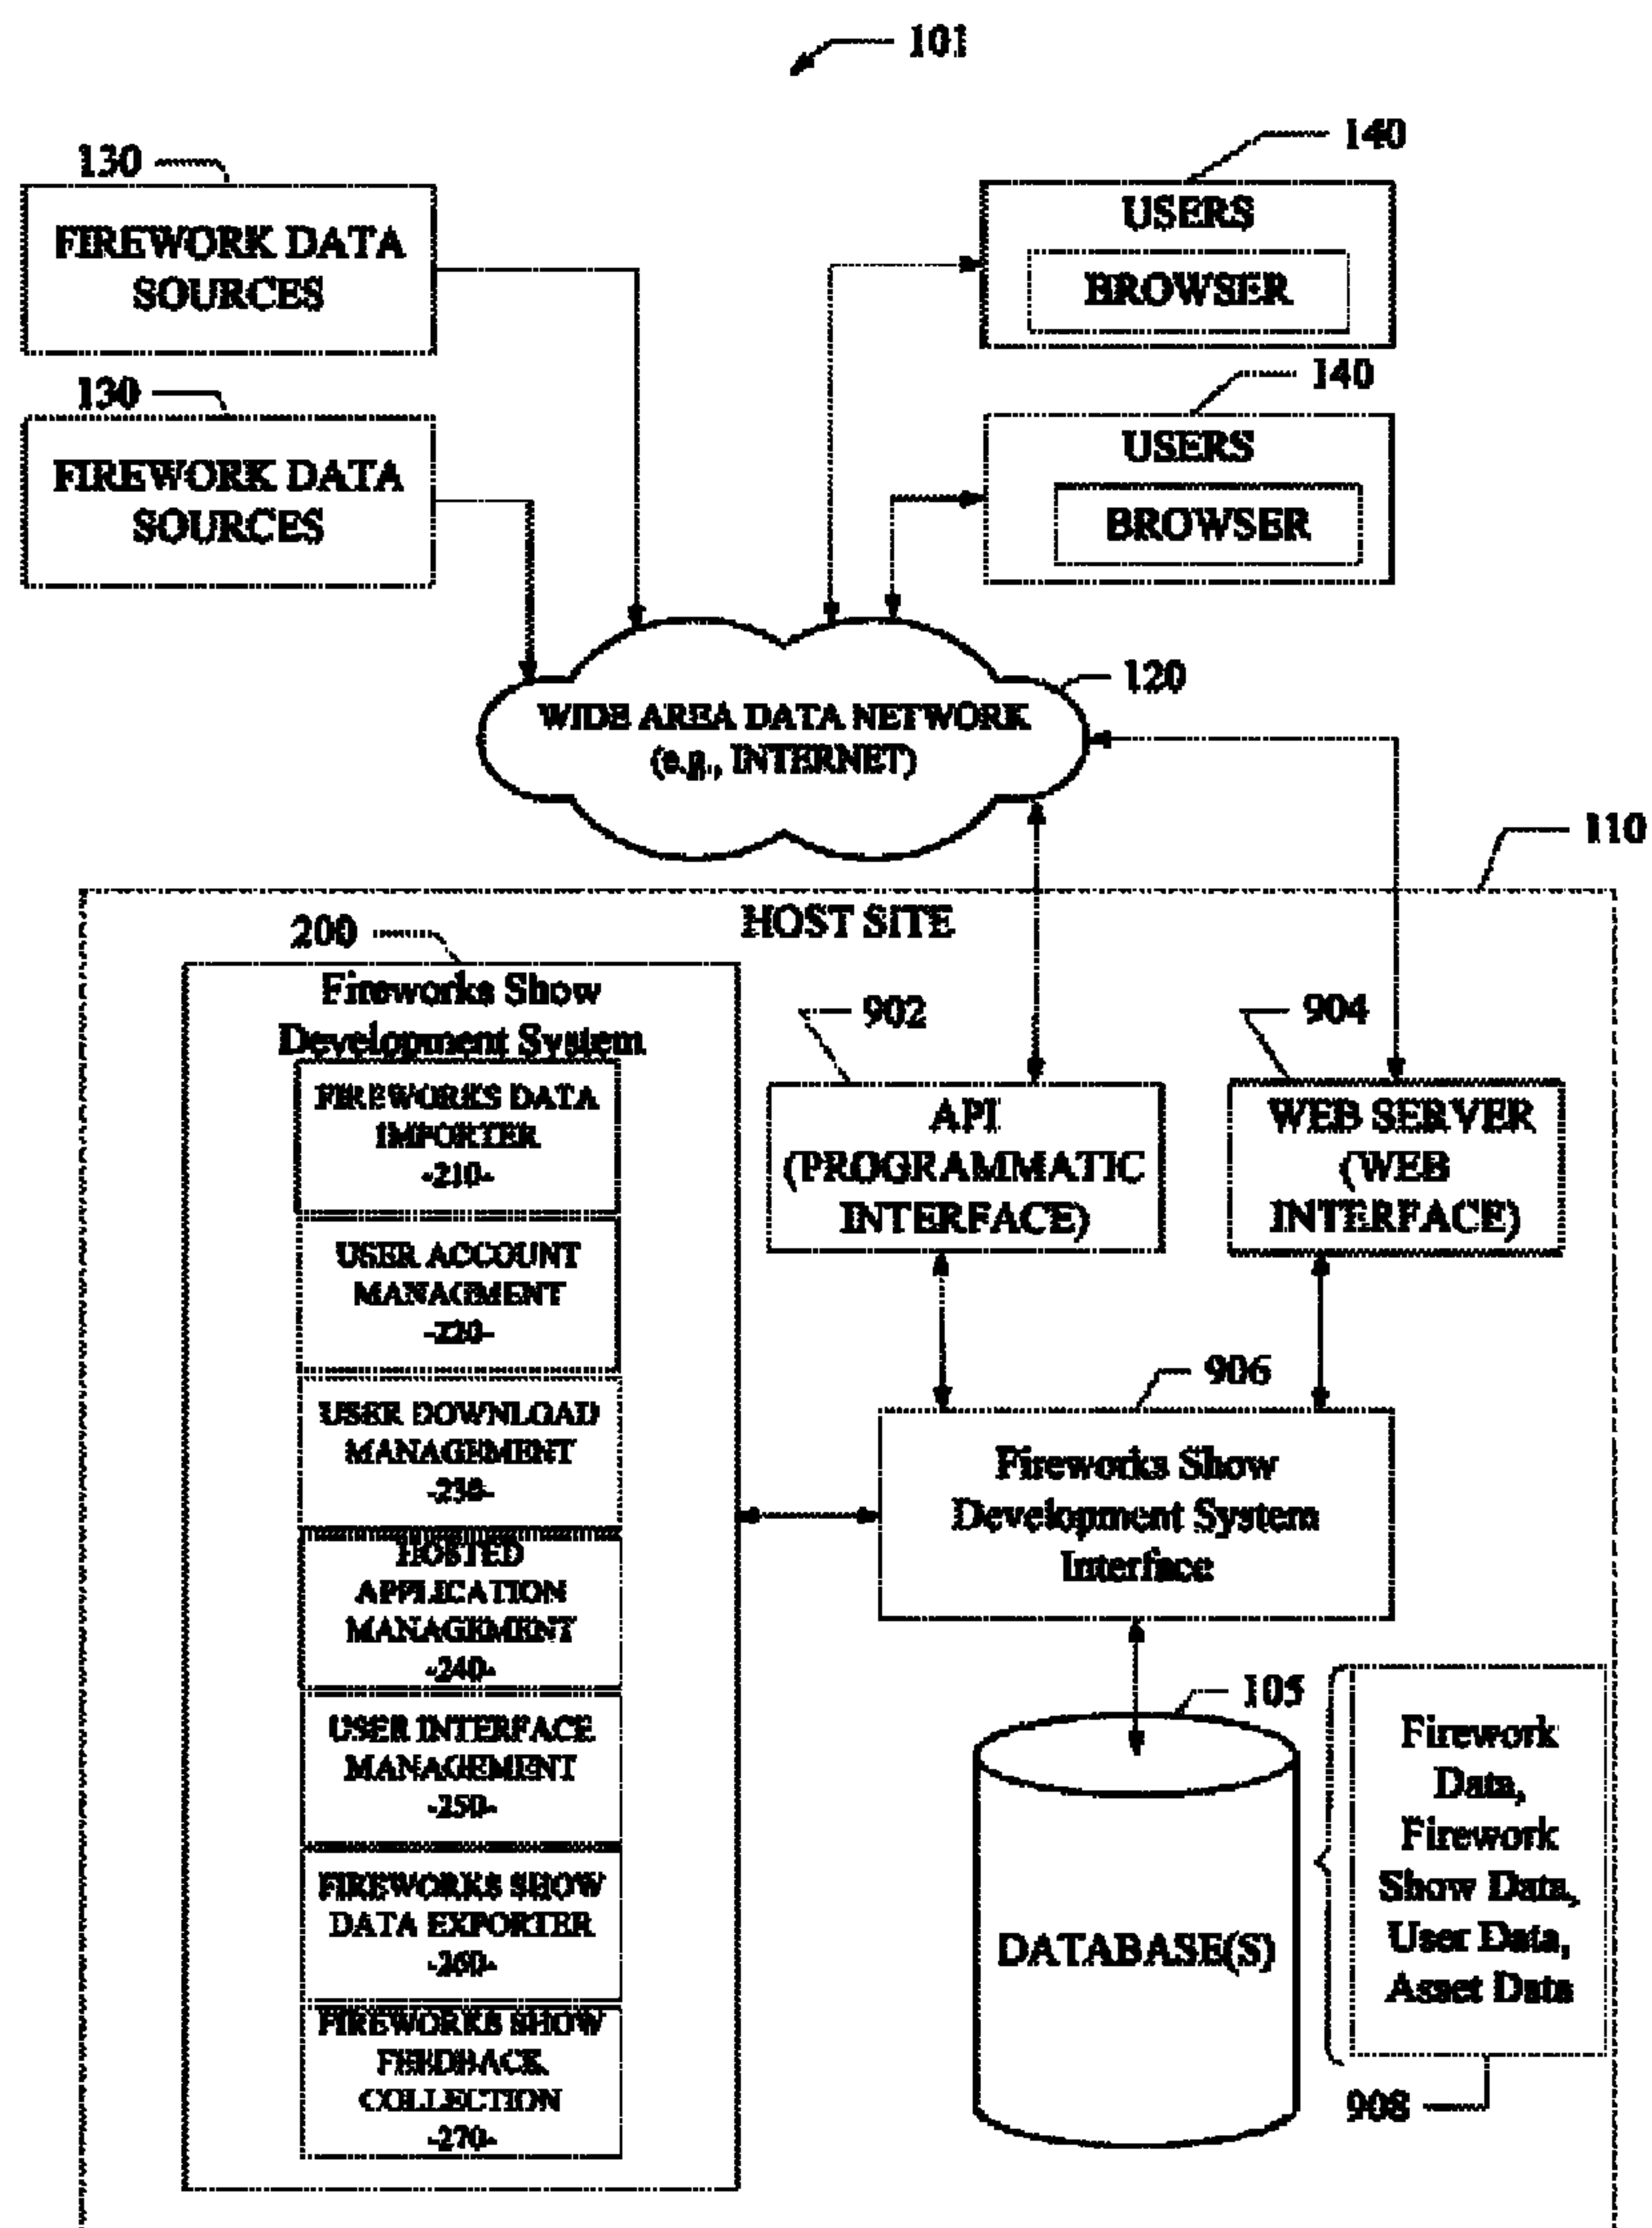 101
130
140
FIREWORK DATA
SOURCES
USERS
BROWSER
130
140
FIREWORK DATA
SOURCES
USERS
BROWSER
120
WIDE AREA DATA NETWORK
(e.g., INTERNET)
110
HOST SITE
200
Fireworks Show
Development System
FIREWORKS DATA
IMPORTER
-210-
USER ACCOUNT
MANAGMENT
-220-
USER DOWNLOAD
MANAGEMENT
-230-
HOSTED
APPLICATION
MANAGEMENT
-240-
USER INTERFACE
MANAGEMENT
-250-
FIREWORKS SHOW
DATA EXPORTER
-260-
FIREWORKS SHOW
FEEDBACK
COLLECTION
-270-
902
API
(PROGRAMMATIC
INTERFACE)
904
WEB SERVER
(WEB
INTERFACE)
906
Fireworks Show
Development System
Interface
105
DATABASE(S)
Firework
Data,
Firework
Show Data,
User Data,
Asset Data
908